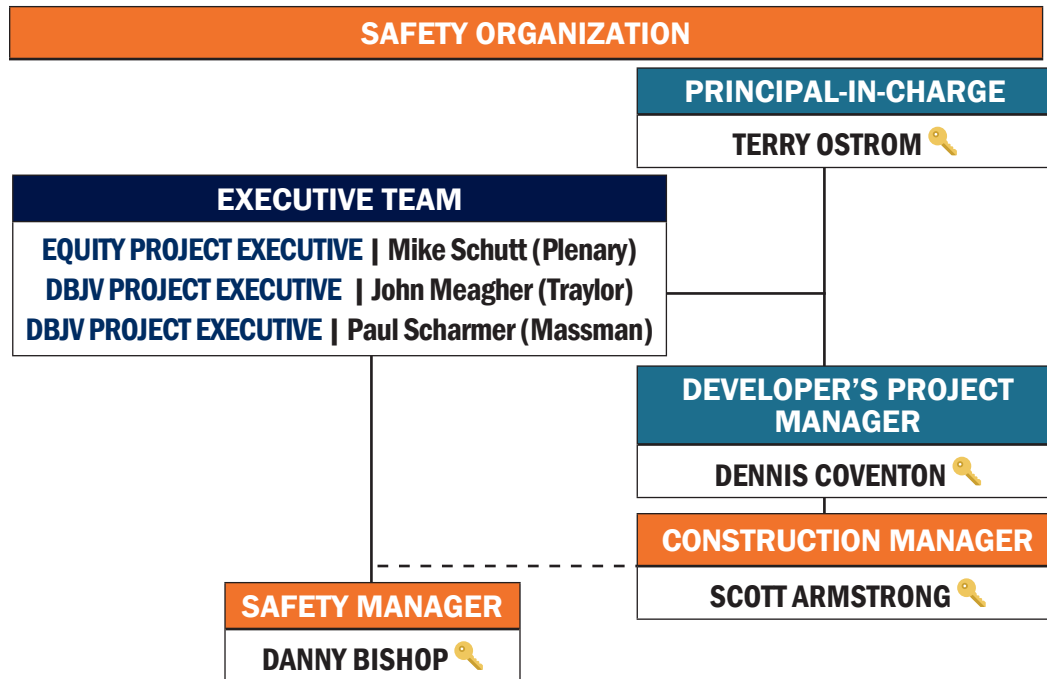 SAFETY ORGANIZATION
PRINCIPAL-IN-CHARGE
TERRY OSTROM
EXECUTIVE TEAM
EQUITY PROJECT EXECUTIVE | Mike Schutt (Plenary)
DBJV PROJECT EXECUTIVE | John Meagher (Traylor)
DBJV PROJECT EXECUTIVE | Paul Scharmer (Massman)
DEVELOPER'S PROJECT
MANAGER
DENNIS COVENTON
CONSTRUCTION MANAGER
SCOTT ARMSTRONG
SAFETY MANAGER
DANNY BISHOP